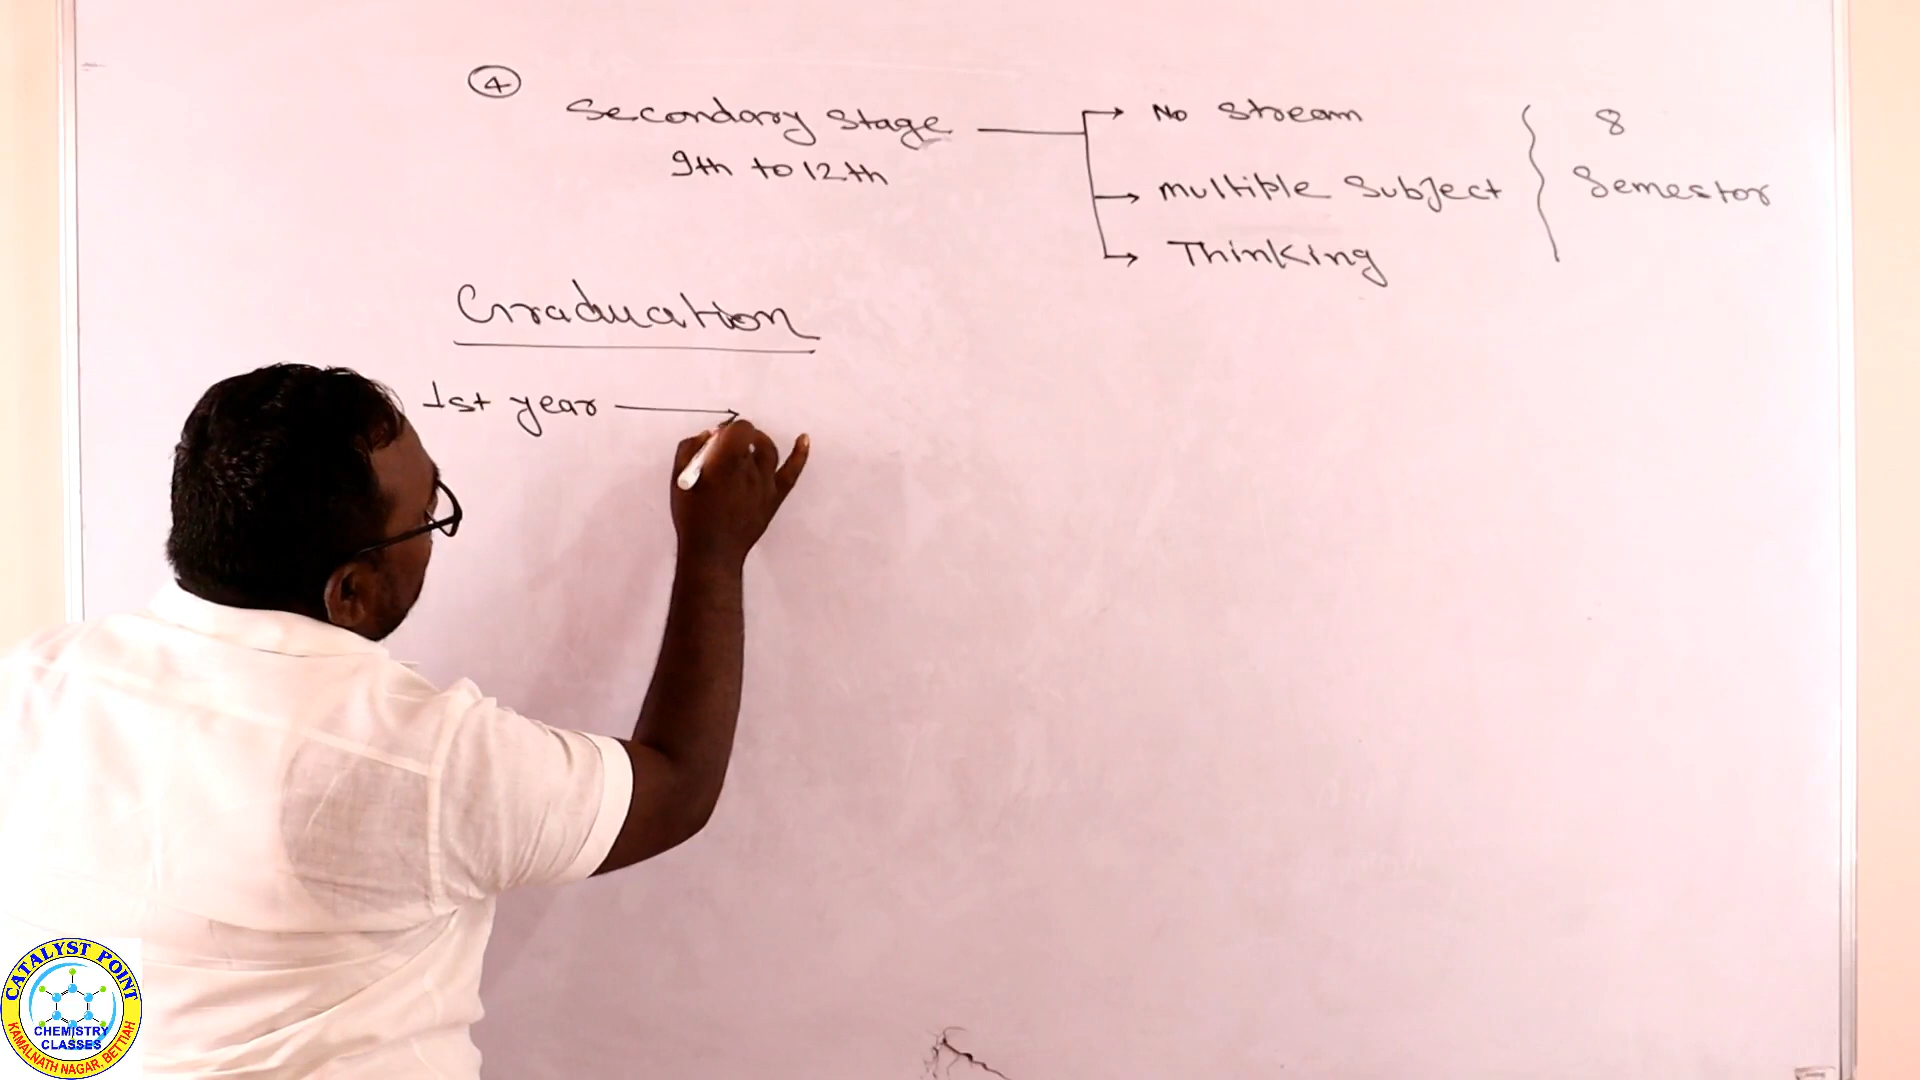 4
Secondary Stage
9th to 12th
No Stream
Multiple Subject
Thinking
8
Semestor
Graduation
1st year
CATALYST POINT
CHEMISTRY
CLASSES
KAMALNATH NAGAR, BETTIAH